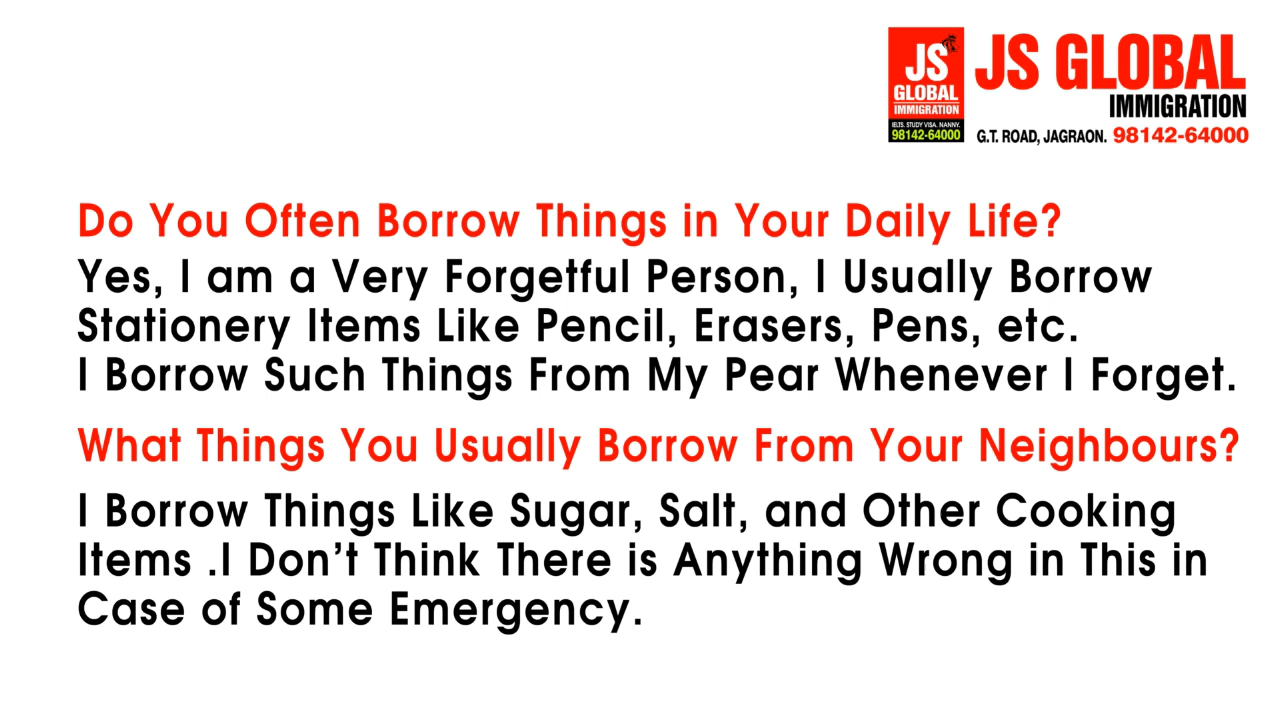 JS
GLOBAL
IMMIGRATION
IELTS. STUDY VISA. NANNY.
98142-64000
JS GLOBAL
IMMIGRATION
G.T. ROAD, JAGRAON. 98142-64000
Do You Often Borrow Things in Your Daily Life?
Yes, I am a Very Forgetful Person, I Usually Borrow
Stationery Items Like Pencil, Erasers, Pens, etc.
I Borrow Such Things From My Pear Whenever I Forget.
What Things You Usually Borrow From Your Neighbours?
I Borrow Things Like Sugar, Salt, and Other Cooking
Items .I Don’t Think There is Anything Wrong in This in
Case of Some Emergency.